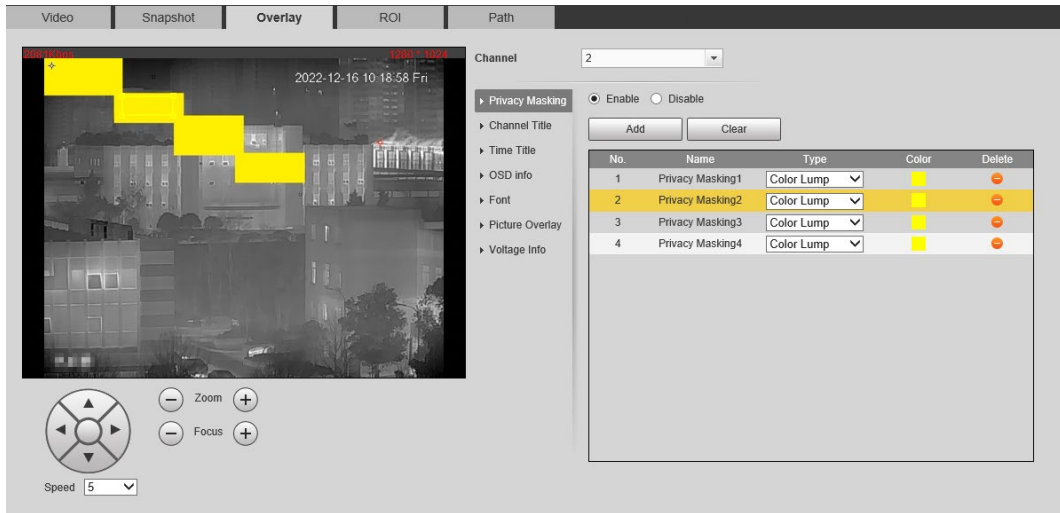 Video Snapshot Overlay ROI Path
2061Kbps 1280 * 1024
2022-12-16 10:18:58 Fri
Channel 2
Privacy Masking
Channel Title
Time Title
OSD info
Font
Picture Overlay
Voltage Info
Enable Disable
Add Clear
No. Name Type Color Delete
1 Privacy Masking1 Color Lump
2 Privacy Masking2 Color Lump
3 Privacy Masking3 Color Lump
4 Privacy Masking4 Color Lump
Zoom
Focus
Speed 5